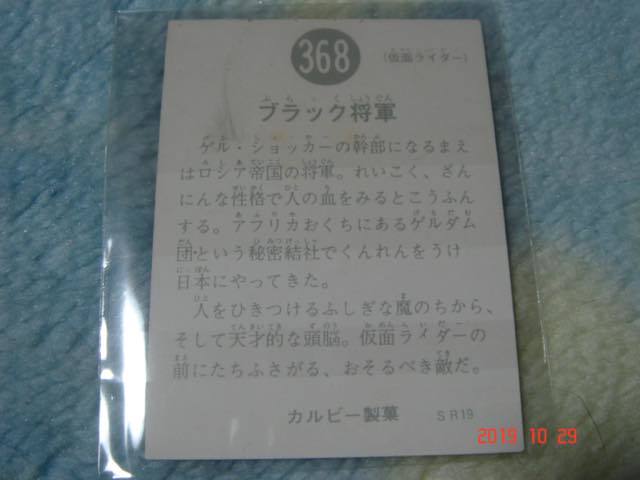 368
(仮面ライダー)
ブラック将軍
ゲル・ショッカーの幹部になるまえ
はロシア帝国の将軍。れいこく、ざん
にんな性格で人の血をみるとこうふん
する。アフリカおくちにあるゲルダム
団という秘密結社でくんれんをうけ
日本にやってきた。
人をひきつけるふしぎな魔のちから、
そして天才的な頭脳。仮面ライダーの
前にたちふさがる、おそるべき敵だ。
カルビー製菓 SR19
2019 10 29